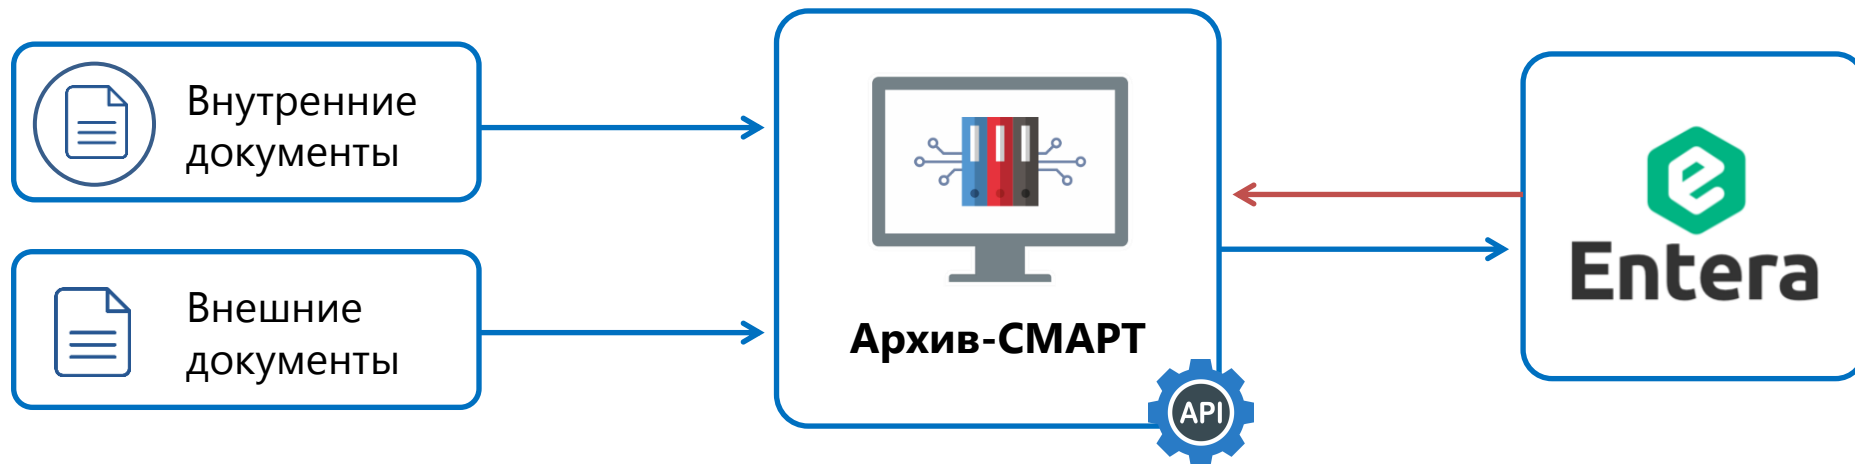 Внутренние
документы
Внешние
документы
Архив-СМАРТ
API
Entera